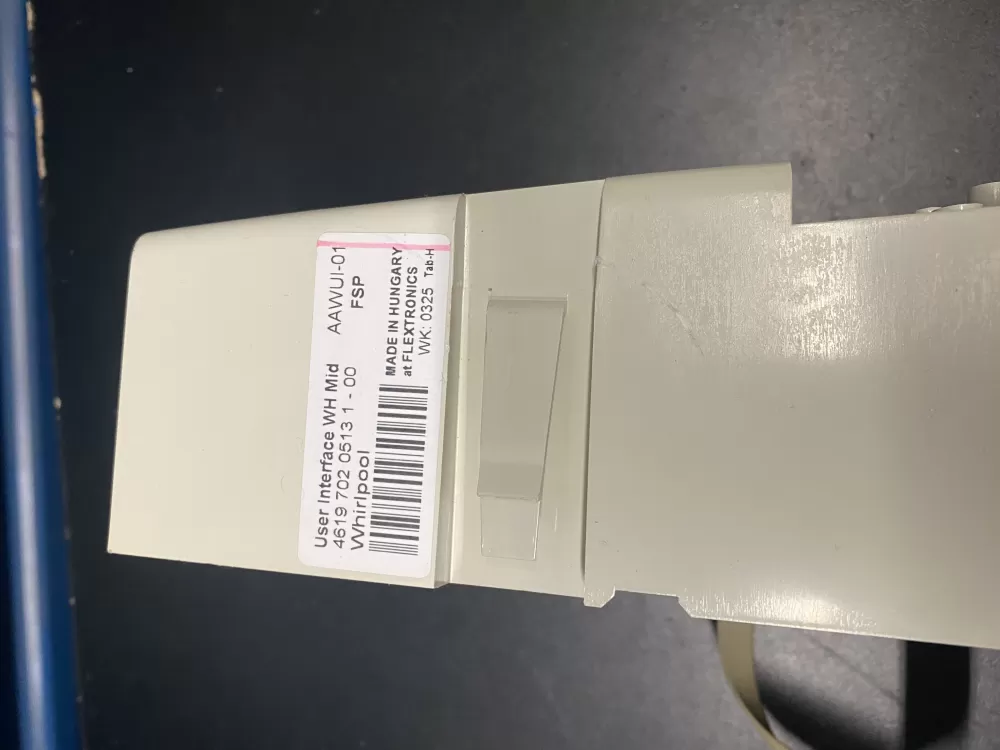 User Interface WH Mid AAWUI-01
4619 702 0513 1 - 00 FSP
Whirlpool
MADE IN HUNGARY
at FLEXTRONICS
WK: 0325 Tab-H